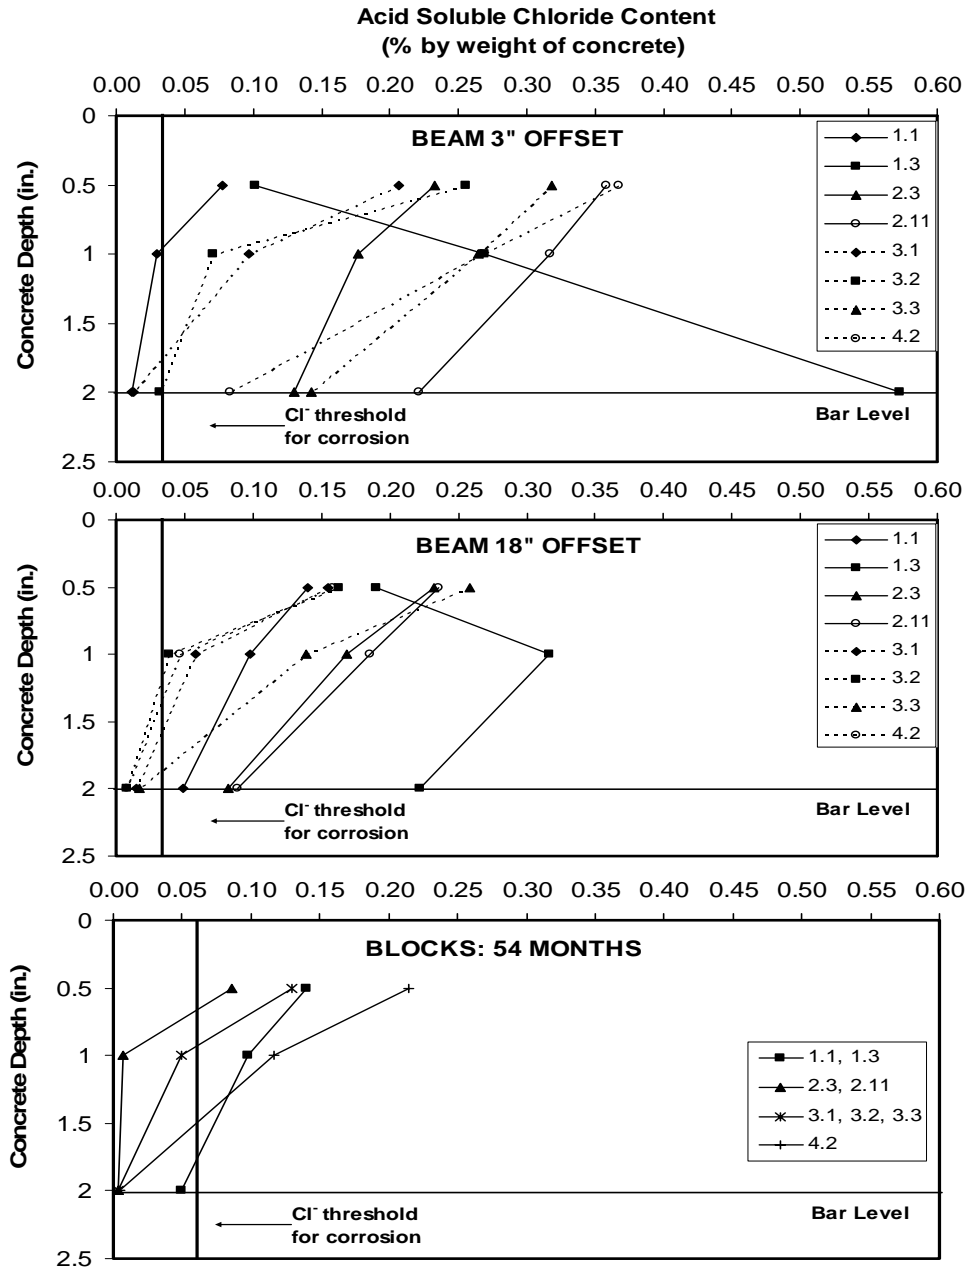 Acid Soluble Chloride Content
(% by weight of concrete)
0.00 0.05 0.10 0.15 0.20 0.25 0.30 0.35 0.40 0.45 0.50 0.55 0.60
BEAM 3" OFFSET
Concrete Depth (in.)
0
0.5
1
1.5
2
2.5
1.1
1.3
2.3
2.11
3.1
3.2
3.3
4.2
Cl- threshold
for corrosion
Bar Level
0.00 0.05 0.10 0.15 0.20 0.25 0.30 0.35 0.40 0.45 0.50 0.55 0.60
BEAM 18" OFFSET
Concrete Depth (in.)
0
0.5
1
1.5
2
2.5
1.1
1.3
2.3
2.11
3.1
3.2
3.3
4.2
Cl- threshold
for corrosion
Bar Level
0.00 0.05 0.10 0.15 0.20 0.25 0.30 0.35 0.40 0.45 0.50 0.55 0.60
BLOCKS: 54 MONTHS
Concrete Depth (in.)
0
0.5
1
1.5
2
2.5
1.1, 1.3
2.3, 2.11
3.1, 3.2, 3.3
4.2
Cl- threshold
for corrosion
Bar Level